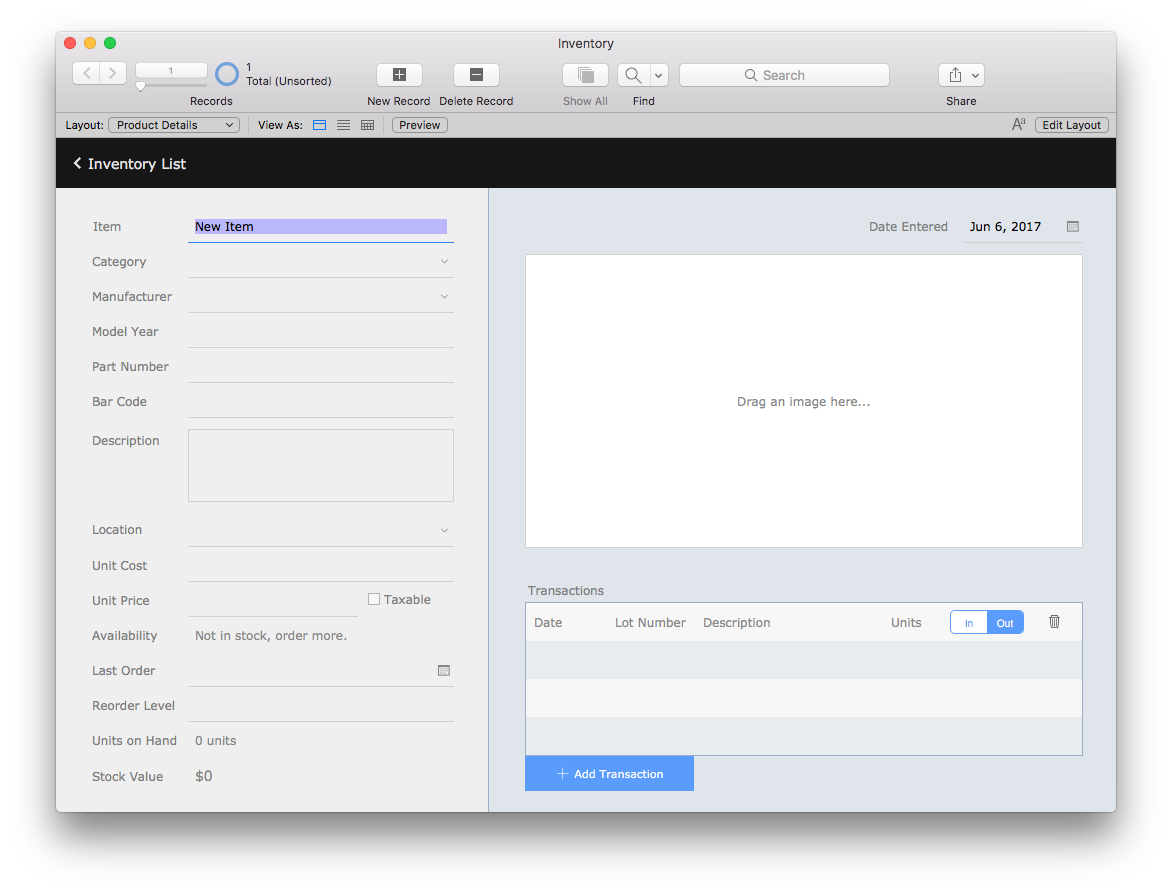 Inventory
1
1
Total (Unsorted)
Search
Records
New Record
Delete Record
Show All
Find
Share
Layout: Product Details View As: Preview Aa Edit Layout
Inventory List
Item New Item
Date Entered Jun 6, 2017
Category
Manufacturer
Model Year
Part Number
Bar Code
Description
Location
Unit Cost
Unit Price Taxable
Availability Not in stock, order more.
Last Order
Reorder Level
Units on Hand 0 units
Stock Value $0
Drag an image here...
Transactions
Date Lot Number Description Units In Out
Add Transaction